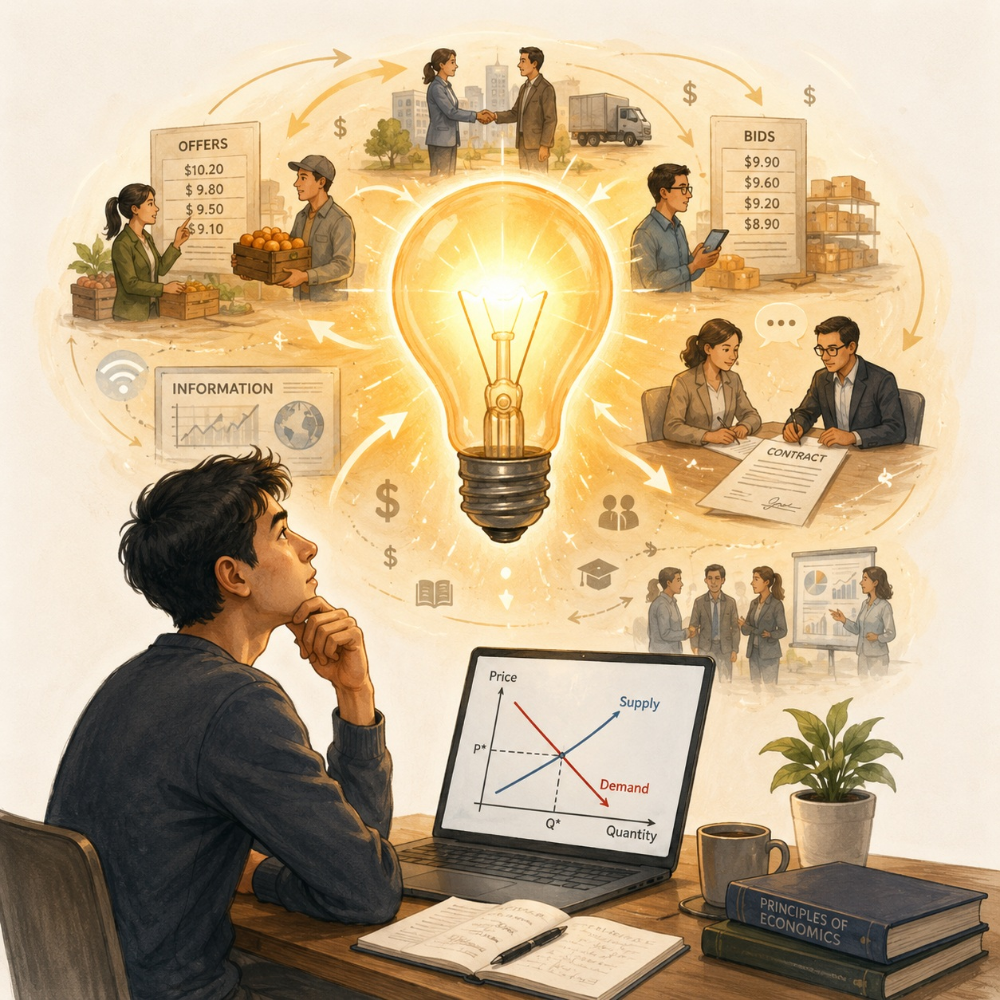 OFFERS
$10.20
$ 9.80
$ 9.50
$9.10
BIDS
$9.90
$9.60
$9.20
$8.90
$
$
$
INFORMATION
CONTRACT
$
$
$
Price
Supply
P*
Demand
Q*
Quantity
PRINCIPLES OF
ECONOMICS